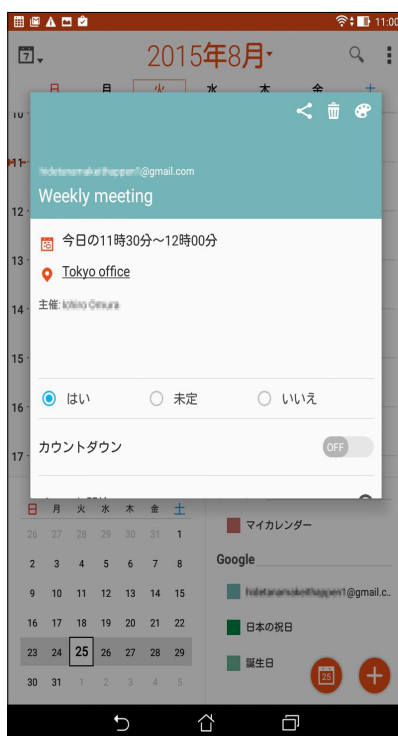 11:00
7
2015年8月
日 月 火 水 木 金 土
10
11
@gmail.com
Weekly meeting
12
今日の11時30分～12時00分
13
Tokyo office
14
主催:
15
はい 未定 いいえ
16
カウントダウン OFF
17
日 月 火 水 木 金 土
マイカレンダー
26 27 28 29 30 31 1
2 3 4 5 6 7 8
Google
9 10 11 12 13 14 15
@gmail.c..
16 17 18 19 20 21 22
日本の祝日
23 24 25 26 27 28 29
誕生日
25
30 31 1 2 3 4 5